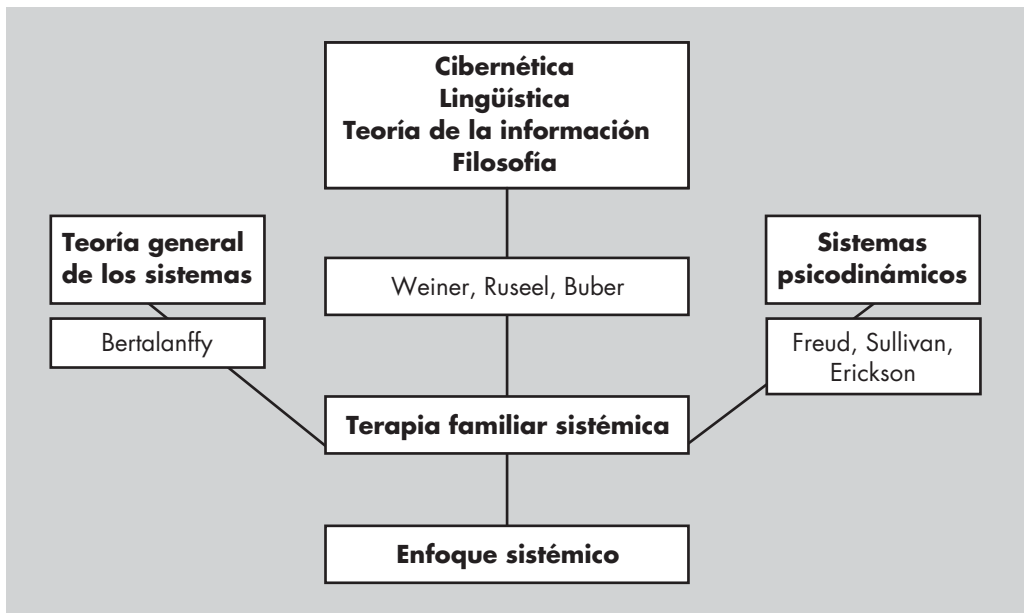 Cibernética
Lingüística
Teoría de la información
Filosofía
Teoría general
de los sistemas
Sistemas
psicodinámicos
Weiner, Ruseel, Buber
Bertalanffy
Freud, Sullivan,
Erickson
Terapia familiar sistémica
Enfoque sistémico